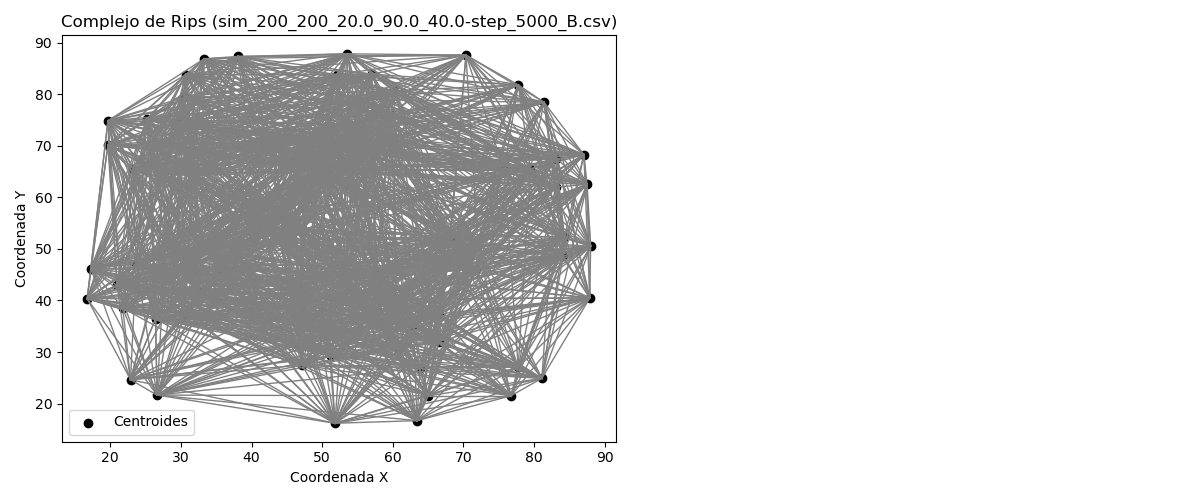 Complejo de Rips (sim_200_200_20.0_90.0_40.0-step_5000_B.csv)
90
80
70
60
50
40
30
20
Coordenada Y
Centroides
20 30 40 50 60 70 80 90
Coordenada X